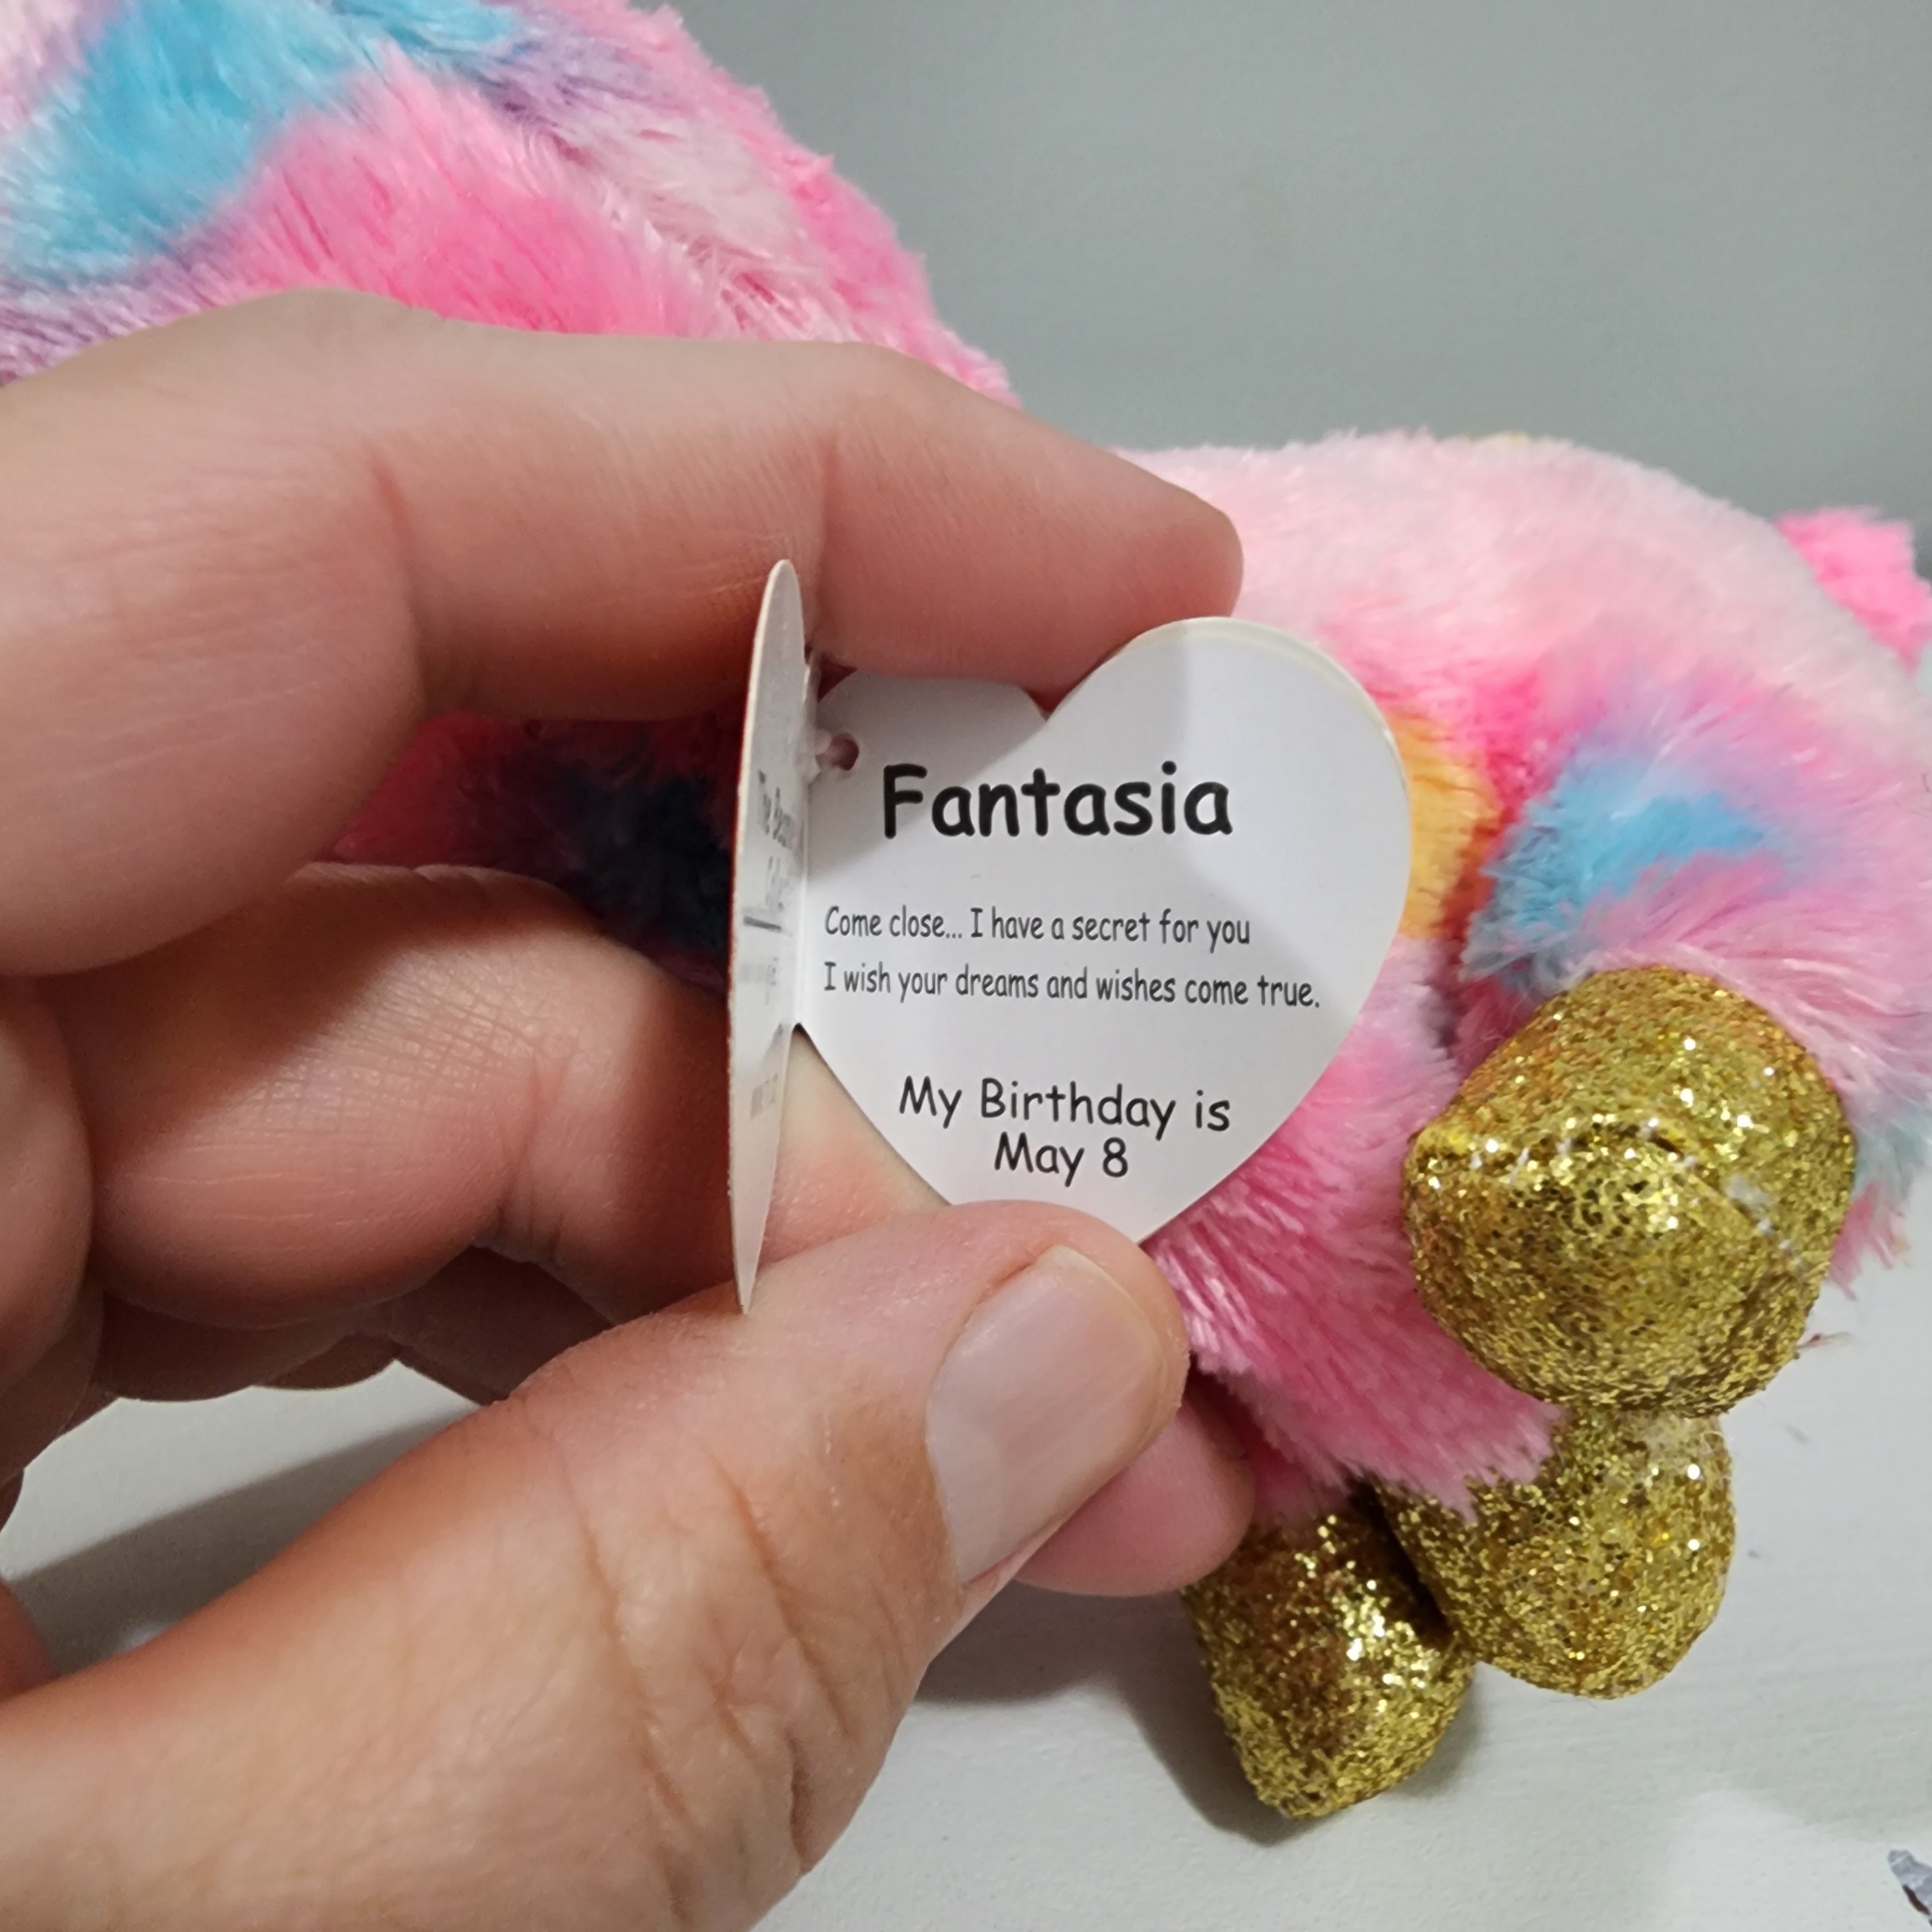 Fantasia
Come close... I have a secret for you
I wish your dreams and wishes come true.
My Birthday is
May 8